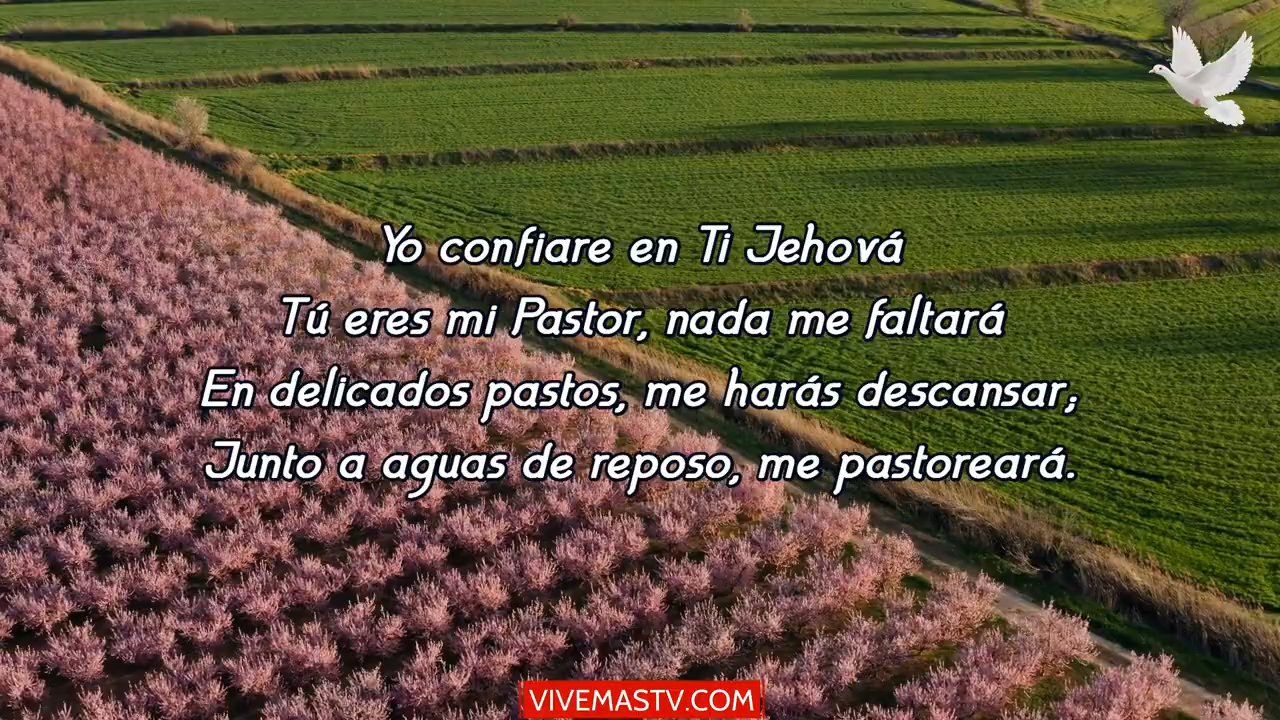 Yo confiare en Ti Jehová
Tú eres mi Pastor, nada me faltará
En delicados pastos, me harás descansar;
Junto a aguas de reposo, me pastoreará.
VIVEMASTV.COM